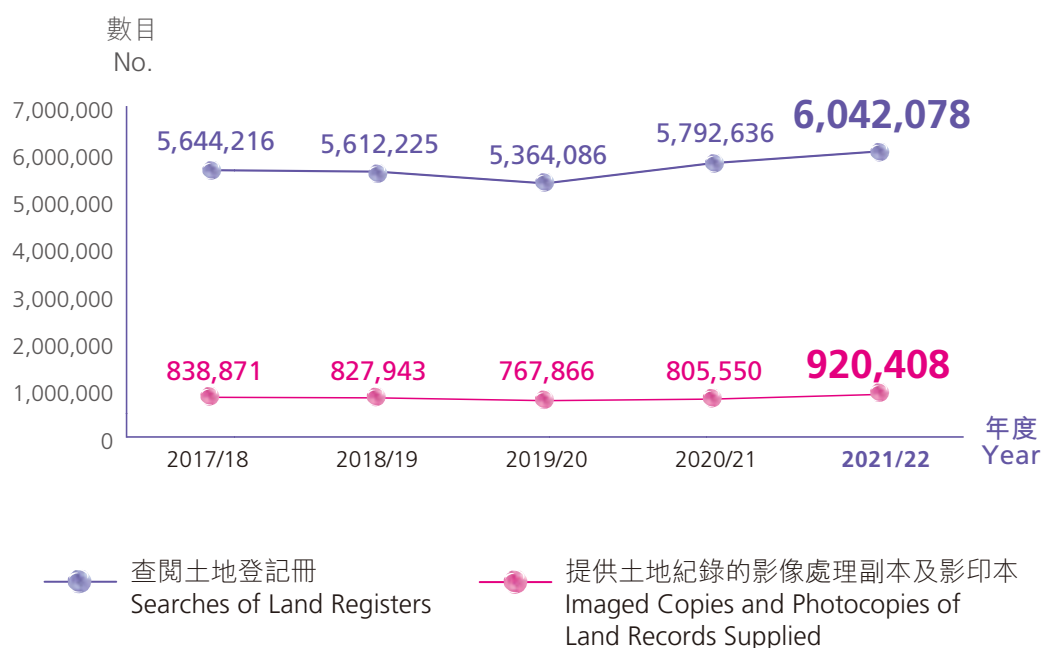 數目
No.
7,000,000
6,000,000
5,000,000
4,000,000
3,000,000
2,000,000
1,000,000
0
5,644,216
5,612,225
5,364,086
5,792,636
6,042,078
838,871
827,943
767,866
805,550
920,408
2017/18
2018/19
2019/20
2020/21
2021/22
年度
Year
查閱土地登記冊
Searches of Land Registers
提供土地紀錄的影像處理副本及影印本
Imaged Copies and Photocopies of
Land Records Supplied